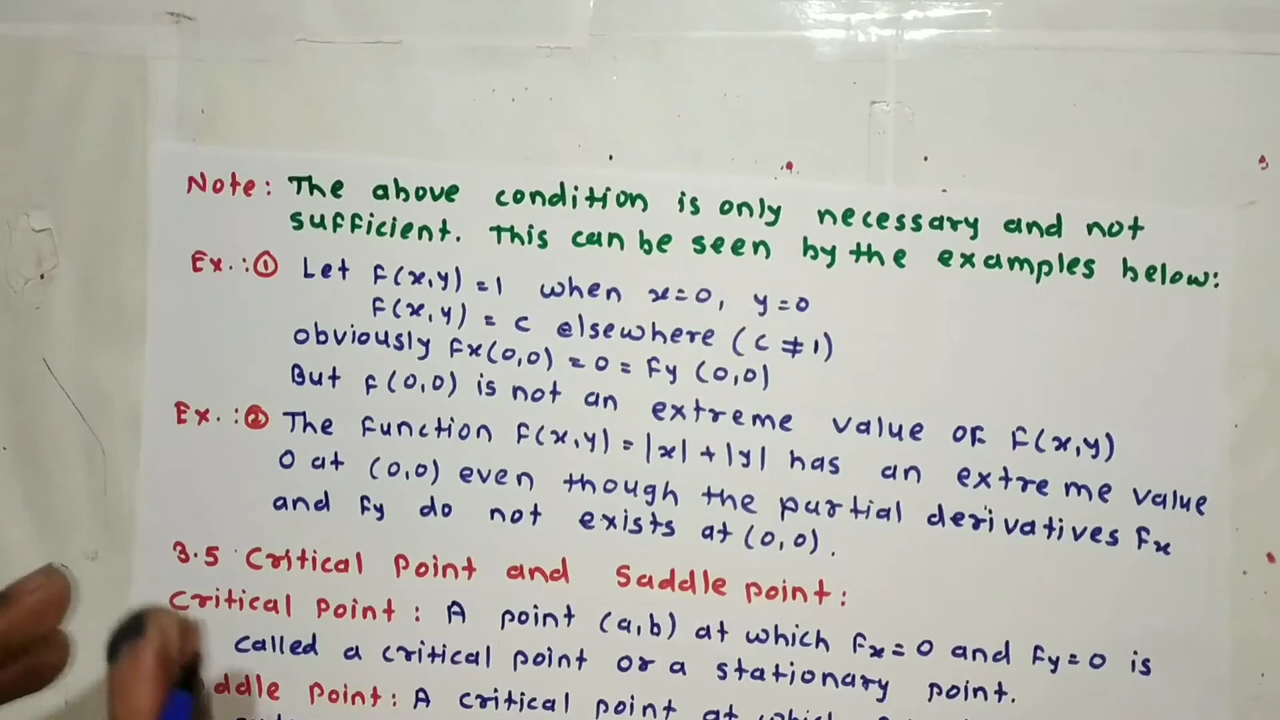 Note: The above condition is only necessary and not
sufficient. This can be seen by the examples below:
Ex.:① Let f(x,y)=1 when x=0, y=0
f(x,y) = c elsewhere (c≠1)
obviously fx(0,0) = 0 = fy (0,0)
But f(0,0) is not an extreme value of f(x,y)
Ex.:② The function f(x,y) = |x| + |y| has an extreme value
0 at (0,0) even though the partial derivatives fx
and fy do not exists at (0,0).
3.5 Critical Point and Saddle point:
Critical Point: A point (a,b) at which fx=0 and fy=0 is
called a critical point or a stationary point.
ddle Point: A critical point at which